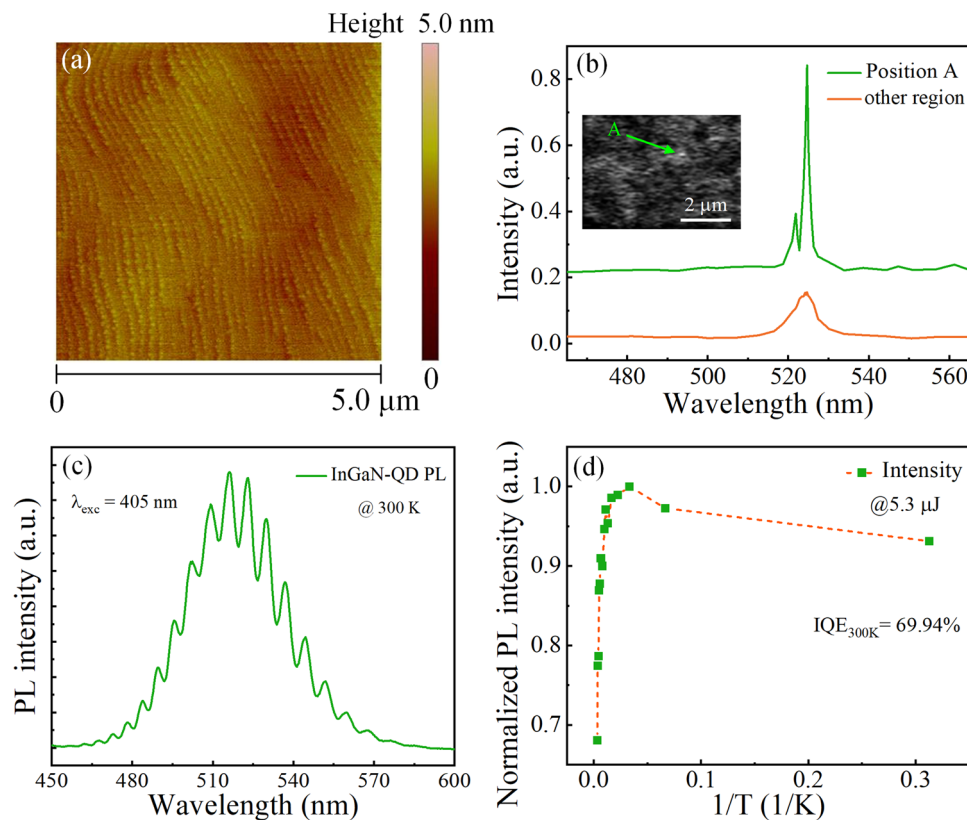 Height 5.0 nm
(a)
0
0
5.0 μm
(b)
Position A
other region
A
2 μm
0.8
0.6
0.4
0.2
0.0
Intensity (a.u.)
480 500 520 540 560
Wavelength (nm)
(c)
λexc = 405 nm
InGaN-QD PL
@ 300 K
PL intensity (a.u.)
450 480 510 540 570 600
Wavelength (nm)
(d)
Intensity
@5.3 μJ
IQE300K= 69.94%
1.0
0.9
0.8
0.7
Normalized PL intensity (a.u.)
0.0 0.1 0.2 0.3
1/T (1/K)